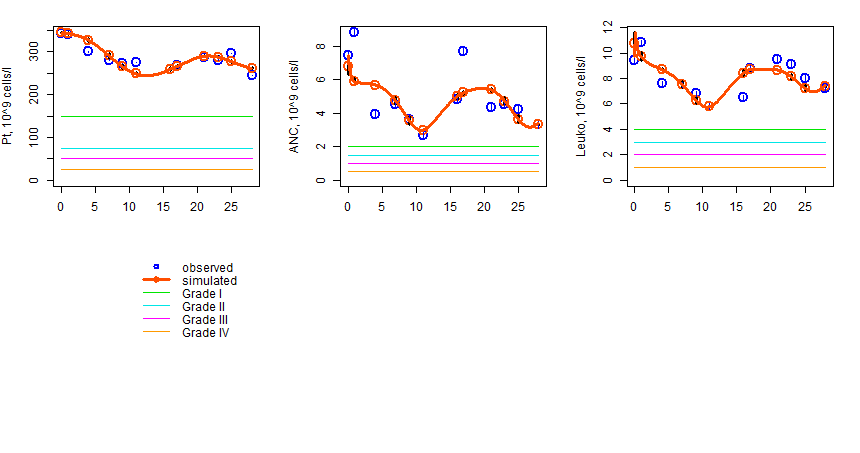 Pt, 10^9 cells/l
0
100
200
300
0 5 10 15 20 25
ANC, 10^9 cells/l
0
2
4
6
8
0 5 10 15 20 25
Leuko, 10^9 cells/l
0
2
4
6
8
10
12
0 5 10 15 20 25
observed
simulated
Grade I
Grade II
Grade III
Grade IV